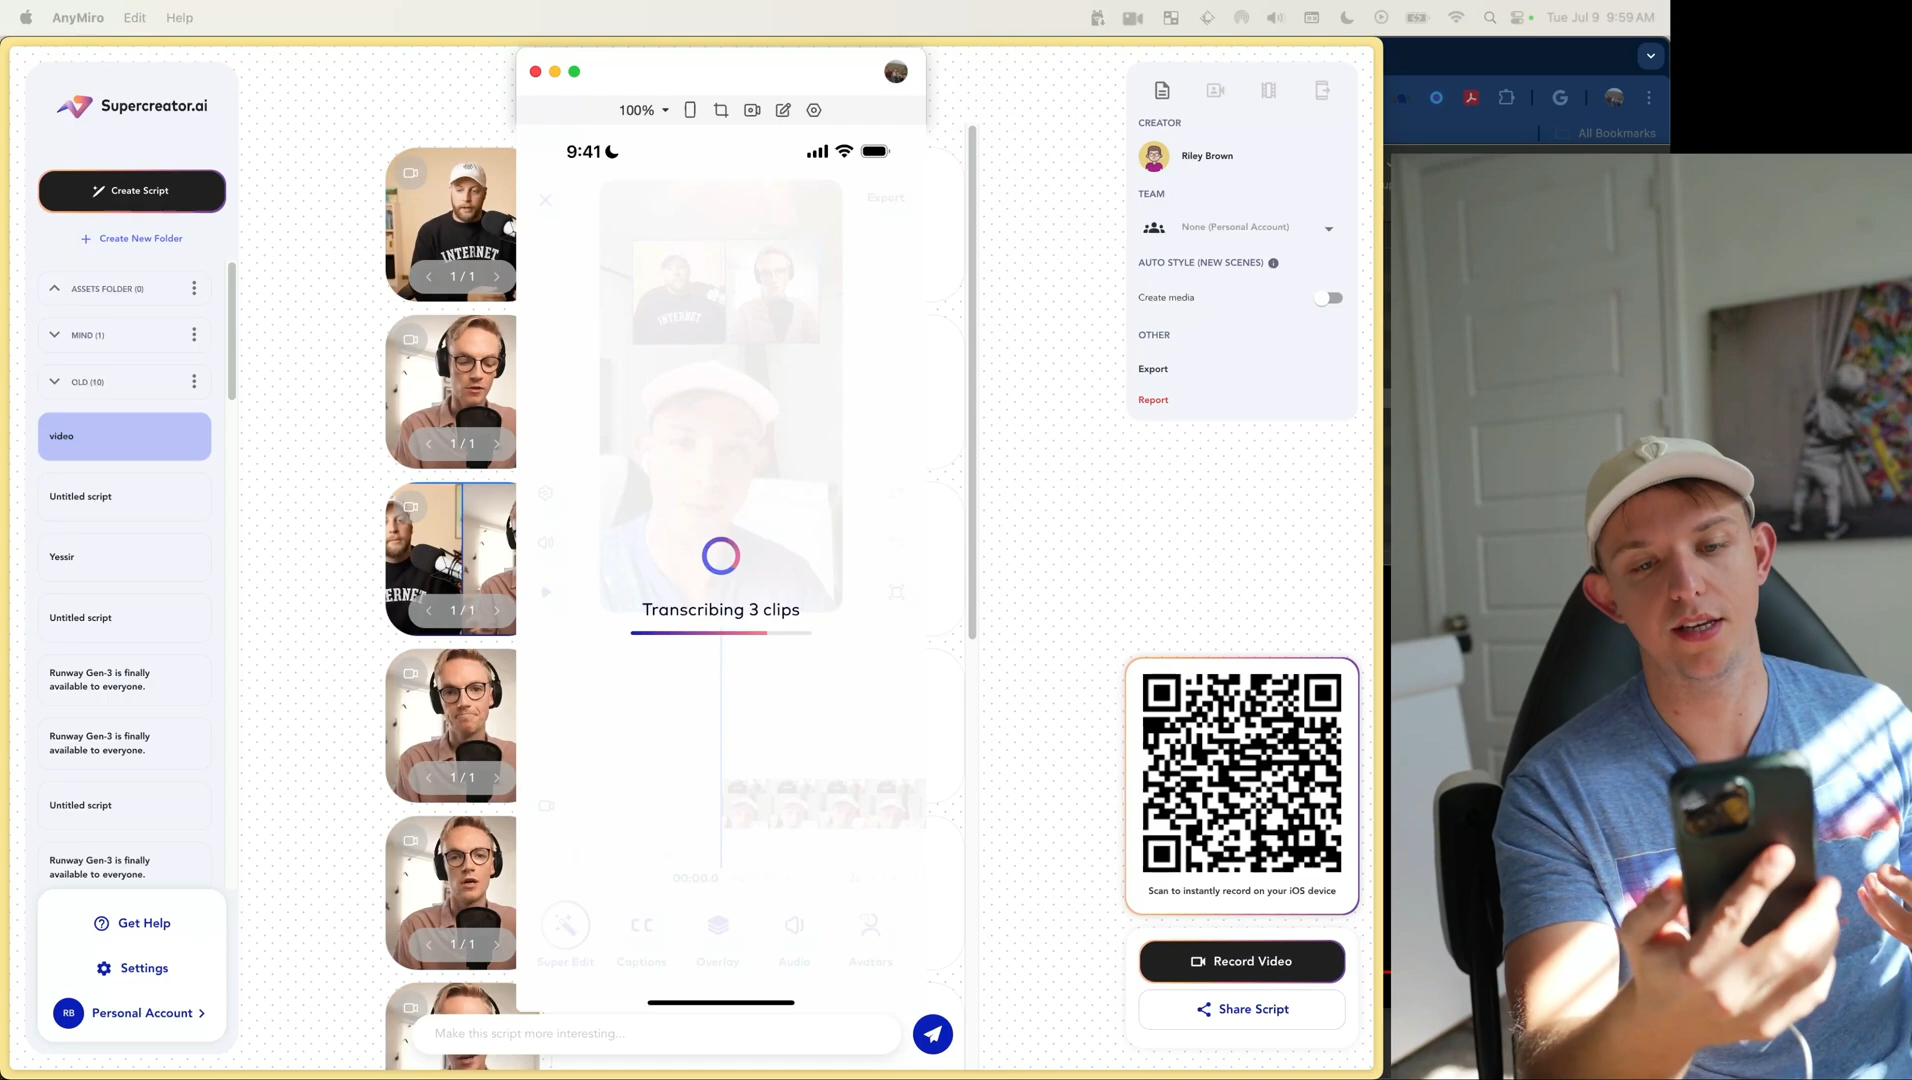 AnyMiro Edit Help
Tue Jul 9 9:59 AM
Supercreator.ai
Create Script
Create New Folder
ASSETS FOLDER (0)
MIND (1)
OLD (10)
video
Untitled script
Yessir
Untitled script
Runway Gen-3 is finally
available to everyone.
Runway Gen-3 is finally
available to everyone.
Untitled script
Runway Gen-3 is finally
available to everyone.
Get Help
Settings
RB Personal Account
INTERNET
1 / 1
1 / 1
ERNET
1 / 1
1 / 1
1 / 1
100%
9:41
Export
INTERNET
Transcribing 3 clips
00:00.0
Super Edit Captions Overlay Audio Avatars
Make this script more interesting...
CREATOR
Riley Brown
TEAM
None (Personal Account)
AUTO STYLE (NEW SCENES)
Create media
OTHER
Export
Report
Scan to instantly record on your iOS device
Record Video
Share Script
All Bookmarks